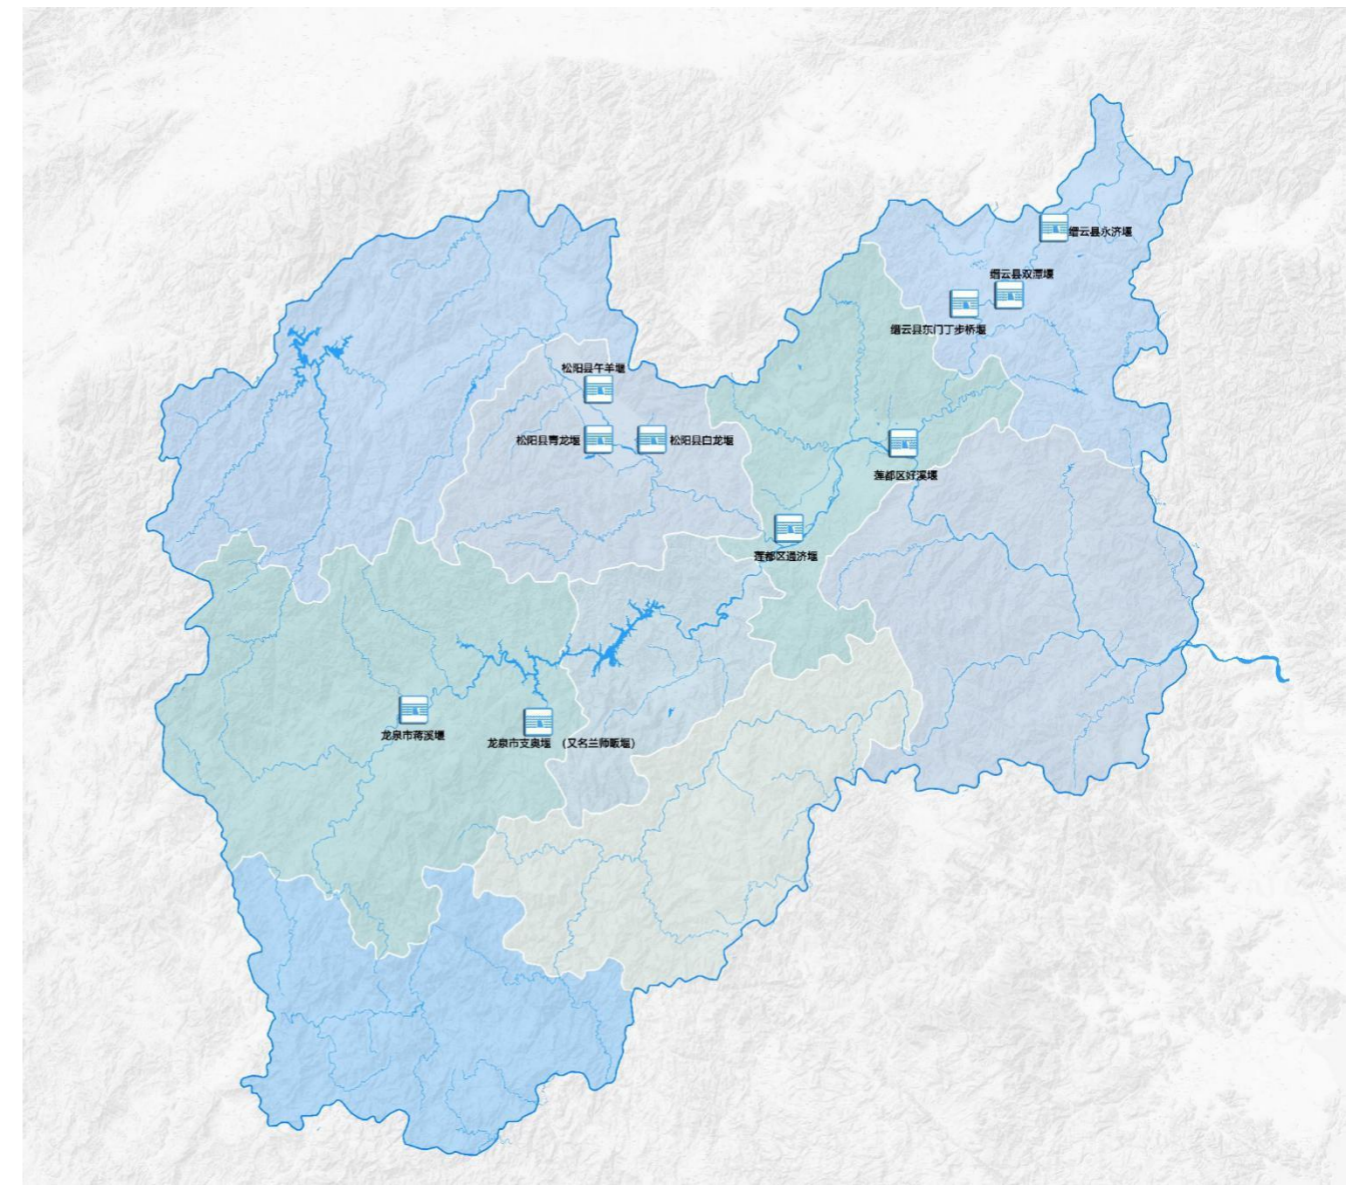 缙云县永济堰
缙云县双潭堰
缙云县东门丁步桥堰
松阳县午羊堰
松阳县青龙堰
松阳县白龙堰
莲都区好溪堰
莲都区通济堰
龙泉市蒋溪堰
龙泉市支奥堰 （又名兰师畈堰）